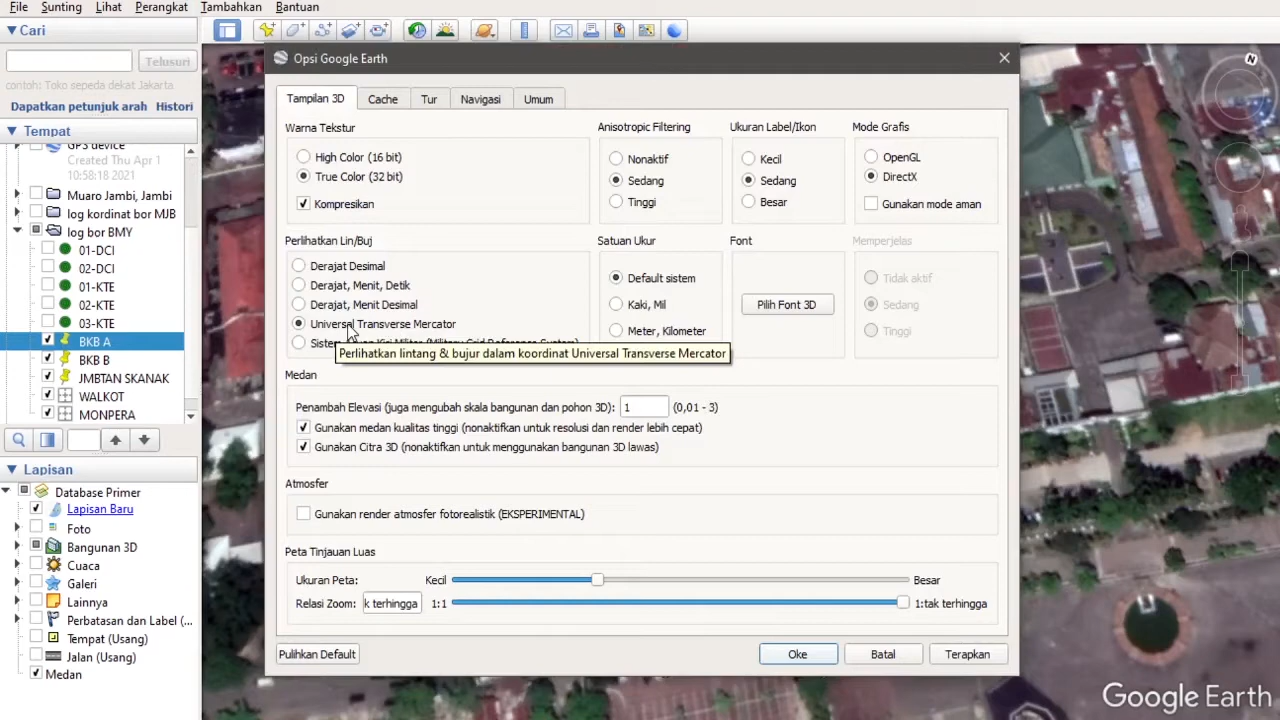 File
Sunting
Lihat
Perangkat
Tambahkan
Bantuan
Cari
Telusuri
contoh: Toko sepeda dekat Jakarta
Dapatkan petunjuk arah
Histori
Tempat
GPS device
Created Thu Apr 1
10:58:18 2021
Muaro Jambi, Jambi
log kordinat bor MJB
log bor BMY
01-DCI
02-DCI
01-KTE
02-KTE
03-KTE
BKB A
BKB B
JMBTAN SKANAK
WALKOT
MONPERA
Lapisan
Database Primer
Lapisan Baru
Foto
Bangunan 3D
Cuaca
Galeri
Lainnya
Perbatasan dan Label (...
Tempat (Usang)
Jalan (Usang)
Medan
Opsi Google Earth
Tampilan 3D
Cache
Tur
Navigasi
Umum
Warna Tekstur
High Color (16 bit)
True Color (32 bit)
Kompresikan
Anisotropic Filtering
Nonaktif
Sedang
Tinggi
Ukuran Label/Ikon
Kecil
Sedang
Besar
Mode Grafis
OpenGL
DirectX
Gunakan mode aman
Perlihatkan Lin/Buj
Derajat Desimal
Derajat, Menit, Detik
Derajat, Menit Desimal
Universal Transverse Mercator
Perlihatkan lintang & bujur dalam koordinat Universal Transverse Mercator
Satuan Ukur
Default sistem
Kaki, Mil
Meter, Kilometer
Font
Pilih Font 3D
Memperjelas
Tidak aktif
Sedang
Tinggi
Medan
Penambah Elevasi (juga mengubah skala bangunan dan pohon 3D): 1 (0,01 - 3)
Gunakan medan kualitas tinggi (nonaktifkan untuk resolusi dan render lebih cepat)
Gunakan Citra 3D (nonaktifkan untuk menggunakan bangunan 3D lawas)
Atmosfer
Gunakan render atmosfer fotorealistik (EKSPERIMENTAL)
Peta Tinjauan Luas
Ukuran Peta: Kecil Besar
Relasi Zoom: k terhingga 1:1 1:tak terhingga
Pulihkan Default
Oke
Batal
Terapkan
N
Google Earth